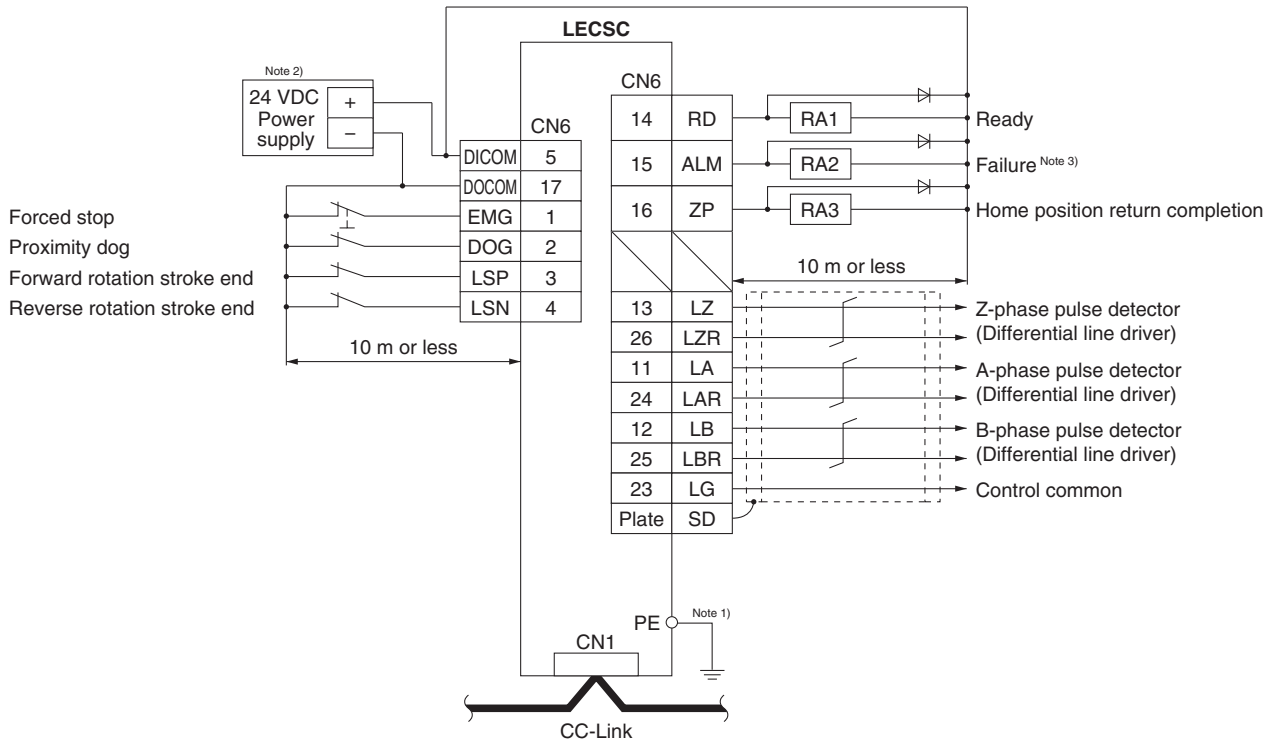 LECSC
Note 2)
24 VDC
Power
supply
+
−
CN6
DICOM 5
DOCOM 17
Forced stop EMG 1
Proximity dog DOG 2
Forward rotation stroke end LSP 3
Reverse rotation stroke end LSN 4
10 m or less
CN6
14 RD RA1 Ready
15 ALM RA2 Failure Note 3)
16 ZP RA3 Home position return completion
10 m or less
13 LZ Z-phase pulse detector
26 LZR (Differential line driver)
11 LA A-phase pulse detector
24 LAR (Differential line driver)
12 LB B-phase pulse detector
25 LBR (Differential line driver)
23 LG Control common
Plate SD
PE Note 1)
CN1
CC-Link